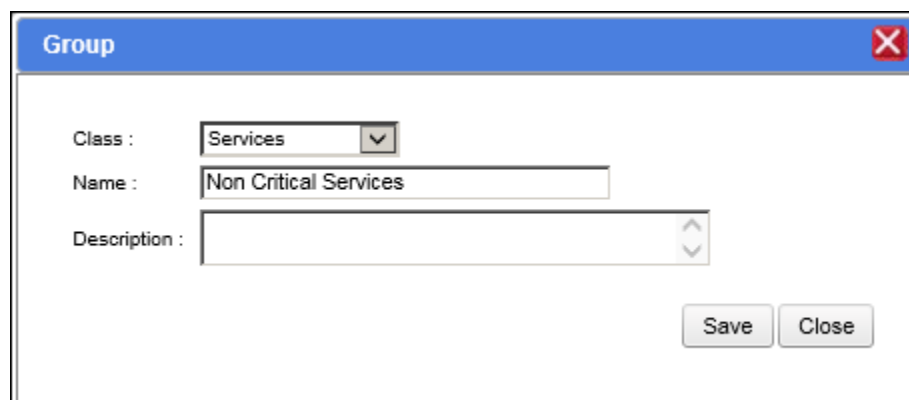 Group
Class : Services
Name : Non Critical Services
Description :
Save Close